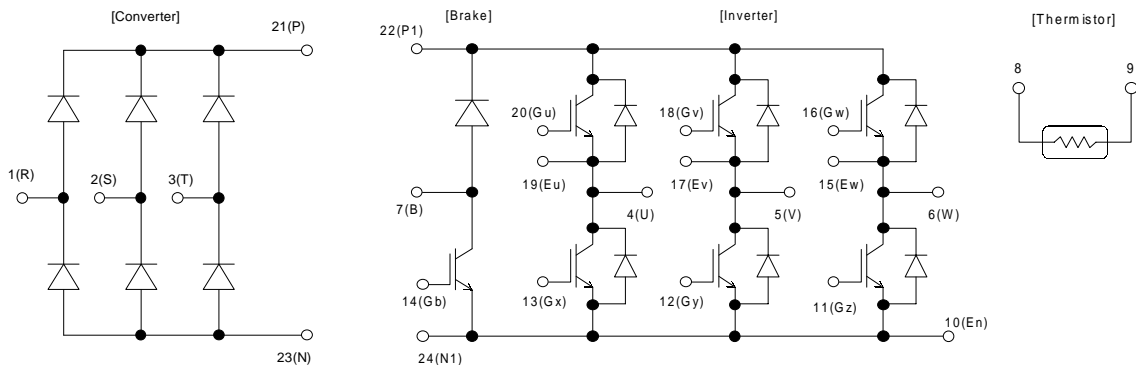 [Converter]
[Brake]
[Inverter]
[Thermistor]
21(P)
22(P1)
8
9
20(Gu)
18(Gv)
16(Gw)
1(R)
2(S)
3(T)
19(Eu)
17(Ev)
15(Ew)
7(B)
4(U)
5(V)
6(W)
14(Gb)
13(Gx)
12(Gy)
11(Gz)
10(En)
23(N)
24(N1)